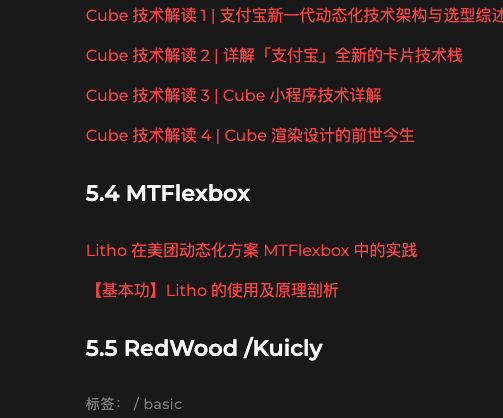 Cube 技术解读 1 | 支付宝新一代动态化技术架构与选型综述
Cube 技术解读 2 | 详解「支付宝」全新的卡片技术栈
Cube 技术解读 3 | Cube 小程序技术详解
Cube 技术解读 4 | Cube 渲染设计的前世今生
5.4 MTFlexbox
Litho 在美团动态化方案 MTFlexbox 中的实践
【基本功】Litho 的使用及原理剖析
5.5 RedWood /Kuicly
标签： / basic